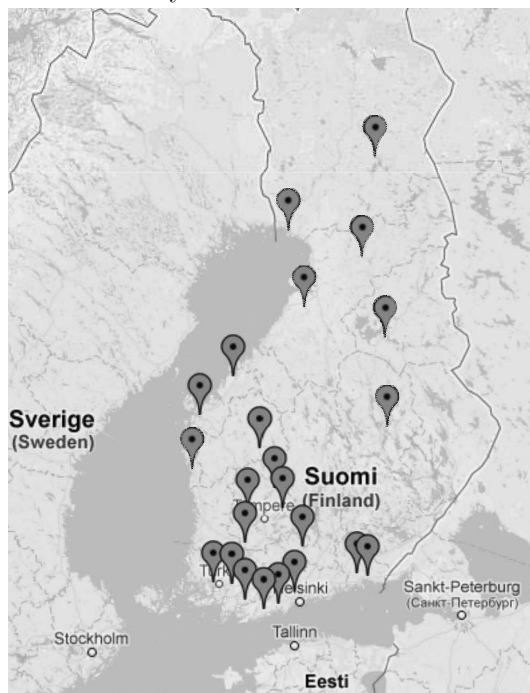 Sverige
(Sweden)
Suomi
(Finland)
Tampere
Turku
Helsinki
Sankt-Peterburg
(Санкт-Петербург)
Stockholm
Tallinn
Eesti